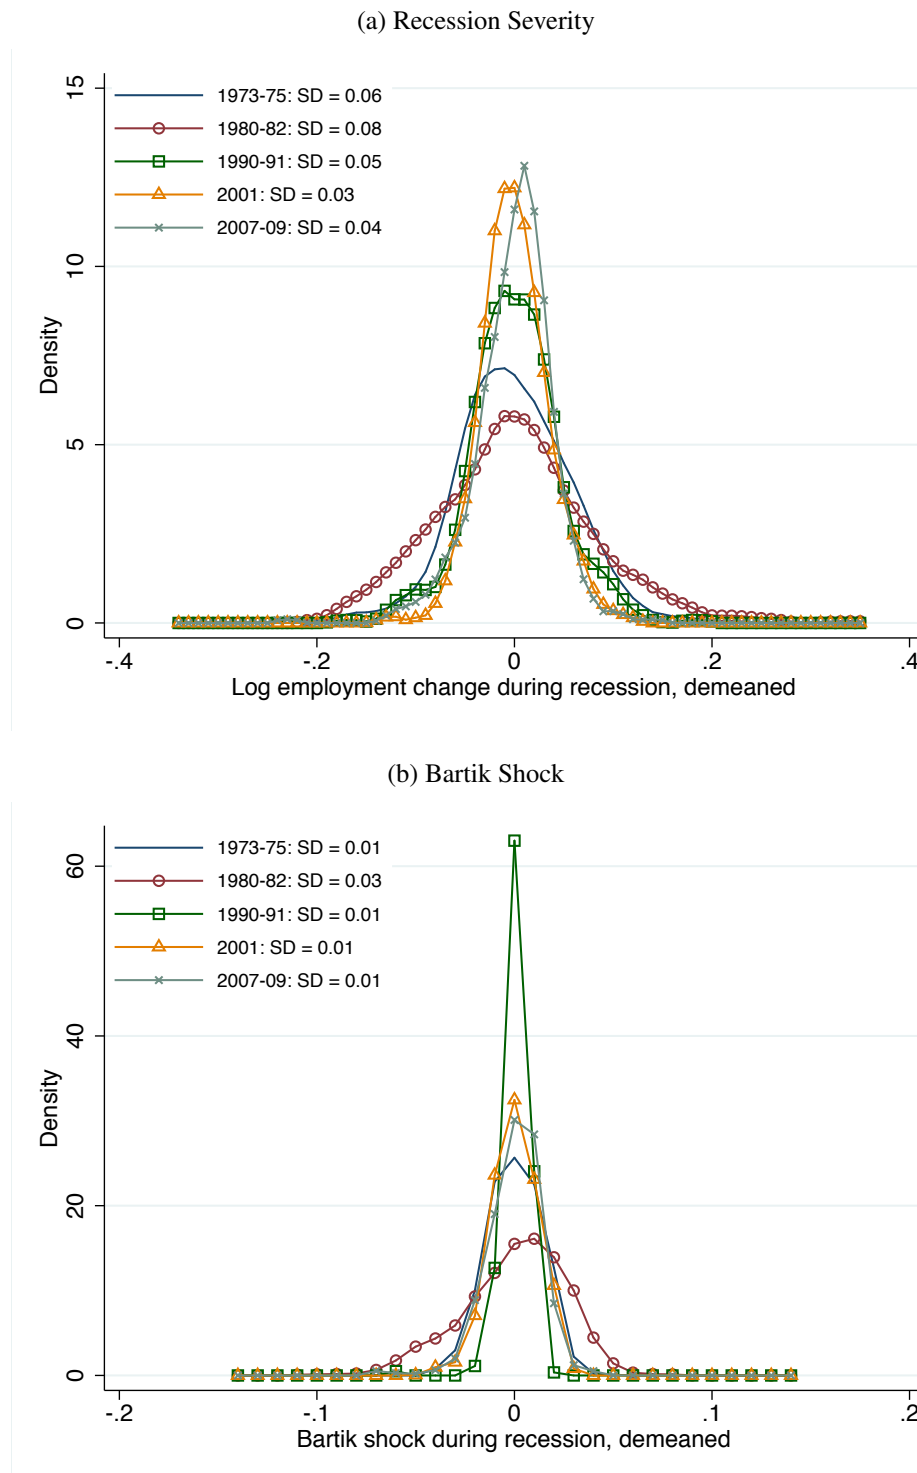 (a) Recession Severity
15
10
5
0
Density
1973-75: SD = 0.06
1980-82: SD = 0.08
1990-91: SD = 0.05
2001: SD = 0.03
2007-09: SD = 0.04
-.4 -.2 0 .2 .4
Log employment change during recession, demeaned
(b) Bartik Shock
60
40
20
0
Density
1973-75: SD = 0.01
1980-82: SD = 0.03
1990-91: SD = 0.01
2001: SD = 0.01
2007-09: SD = 0.01
-.2 -.1 0 .1 .2
Bartik shock during recession, demeaned